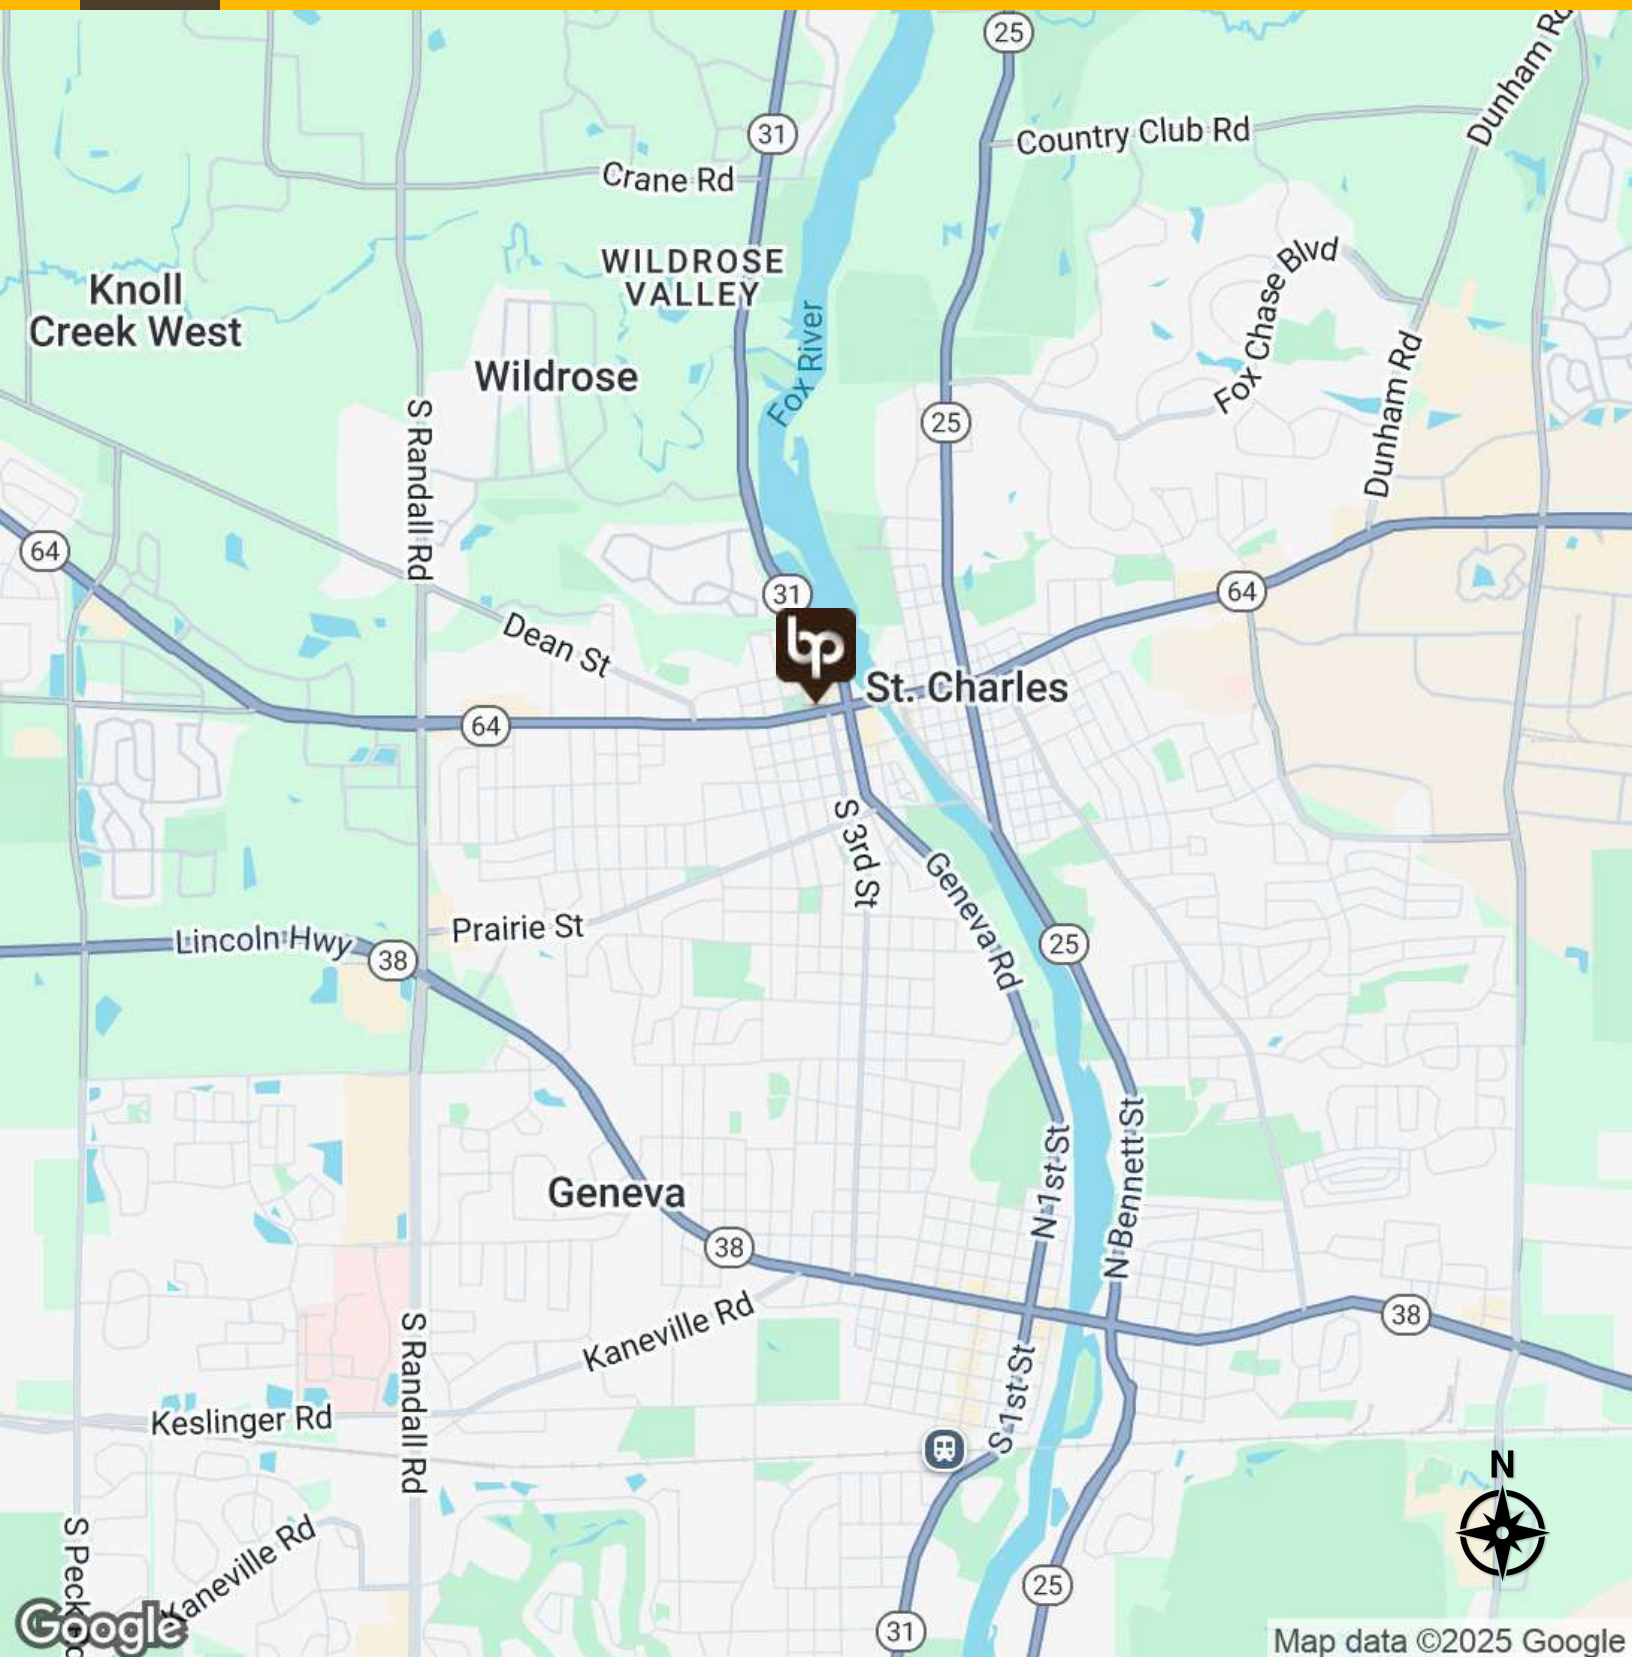 25
Dunham Rd
31
Country Club Rd
Crane Rd
WILDROSE
VALLEY
Knoll
Creek West
Fox Chase Blvd
Fox River
Wildrose
Dunham Rd
S Randall Rd
25
64
31
64
bp
Dean St
St. Charles
64
S 3rd St
Geneva Rd
Prairie St
Lincoln Hwy
38
25
N 1st St
N Bennett St
Geneva
38
38
Kaneville Rd
S Randall Rd
S 1st St
Keslinger Rd
N
S Peck Rd
Kaneville Rd
25
31
Google
Map data ©2025 Google